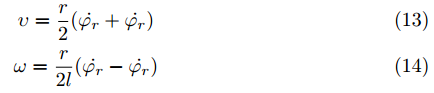 υ = r/2(φ̇_r + φ̇_r) (13)
ω = r/2l(φ̇_r − φ̇_r) (14)